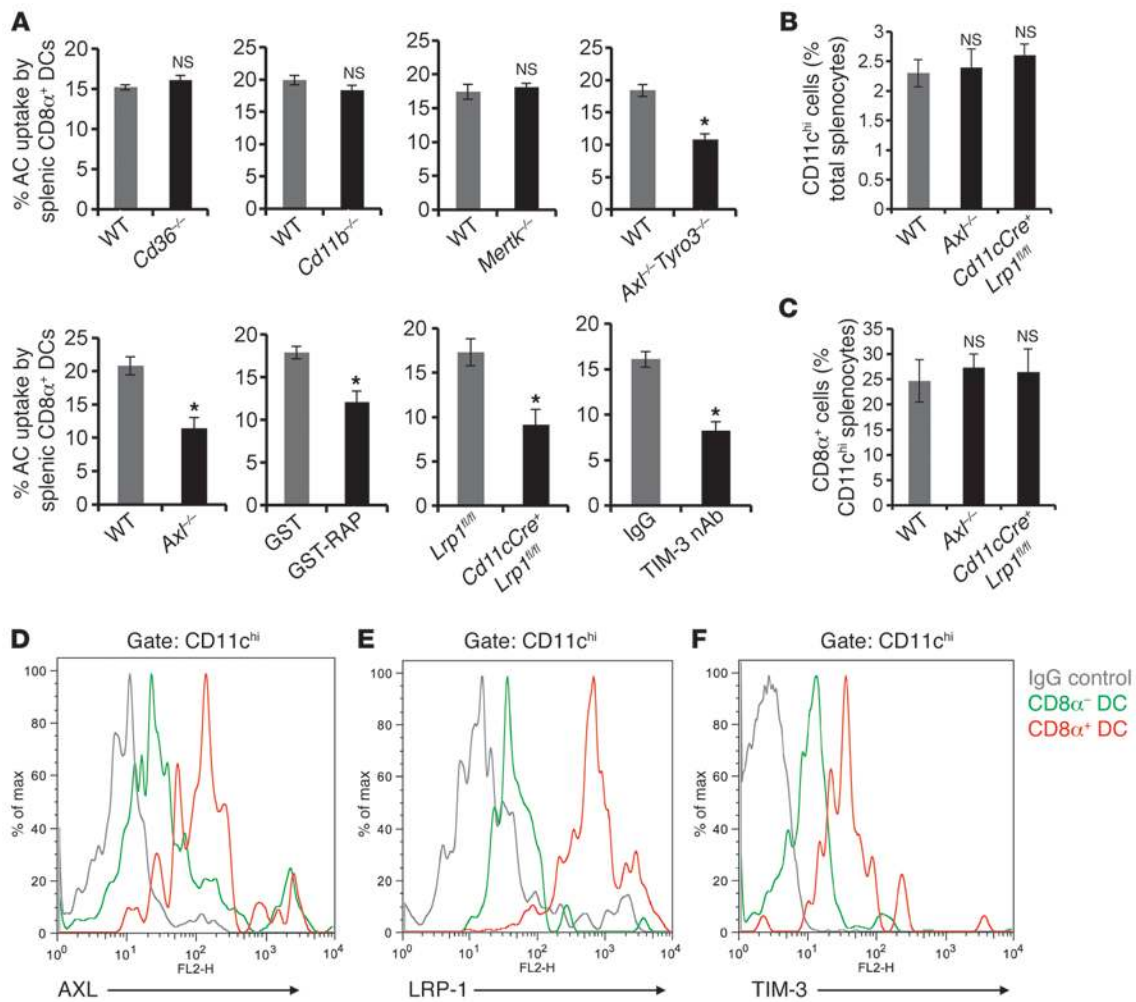 A
% AC uptake by
splenic CD8α+ DCs
20
15
10
5
0
NS
WT
Cd36–/–
25
20
15
10
5
0
NS
WT
Cd11b–/–
25
20
15
10
5
0
NS
WT
Mertk–/–
25
20
15
10
5
0
*
WT
Axl–/–Tyro3–/–
% AC uptake by
splenic CD8α+ DCs
25
20
15
10
5
0
*
WT
Axl–/–
20
15
10
5
0
*
GST
GST-RAP
20
15
10
5
0
*
Lrp1fl/fl
Cd11cCre+
Lrp1fl/fl
20
15
10
5
0
*
IgG
TIM-3 nAb
B
CD11chi cells (%
total splenocytes)
3
2.5
2
1.5
1
0.5
0
NS
NS
WT
Axl–/–
Cd11cCre+
Lrp1fl/fl
C
CD8α+ cells (%
CD11chi splenocytes)
35
30
25
20
15
10
5
0
NS
NS
WT
Axl–/–
Cd11cCre+
Lrp1fl/fl
D
Gate: CD11chi
% of max
100
80
60
40
20
0
100 101 102 103 104
FL2-H
AXL
E
Gate: CD11chi
% of max
100
80
60
40
20
0
100 101 102 103 104
FL2-H
LRP-1
F
Gate: CD11chi
% of max
100
80
60
40
20
0
100 101 102 103 104
FL2-H
TIM-3
IgG control
CD8α– DC
CD8α+ DC